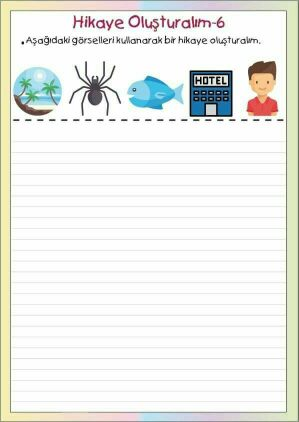 Hikaye Oluşturalım-6
.Aşağıdaki görselleri kullanarak bir hikaye oluşturalım.
HOTEL